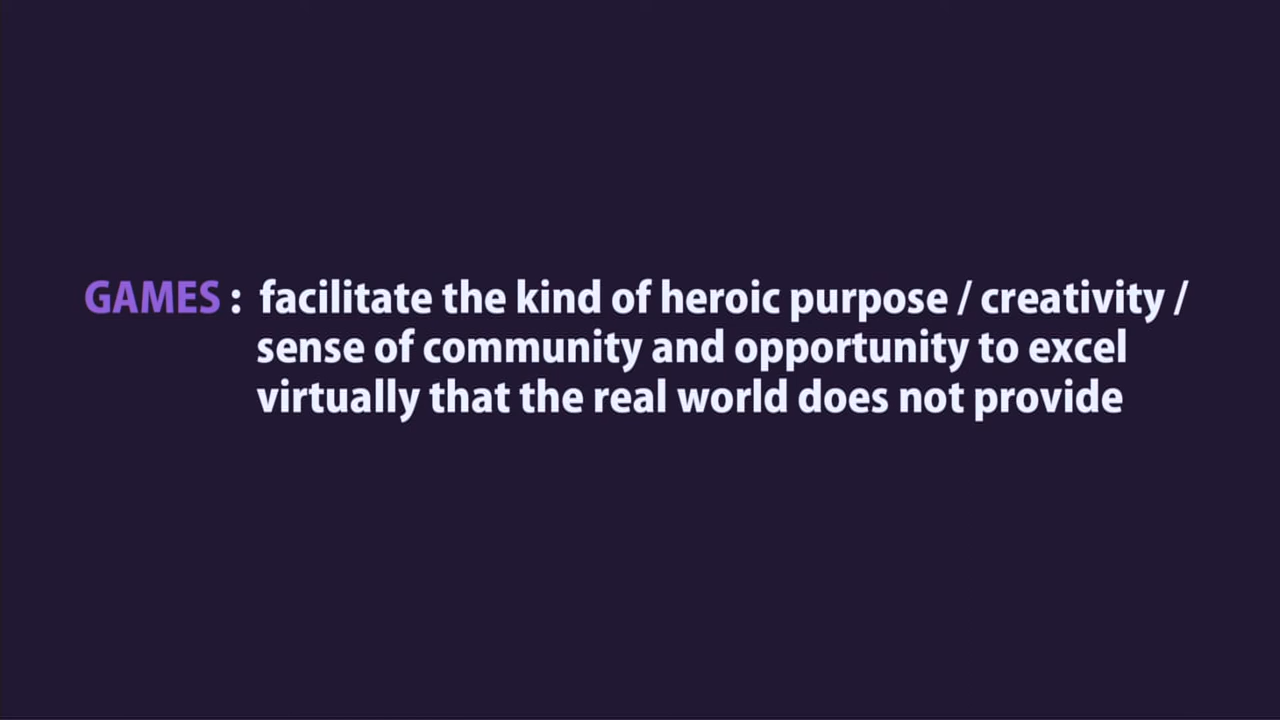 GAMES : facilitate the kind of heroic purpose / creativity /
sense of community and opportunity to excel
virtually that the real world does not provide